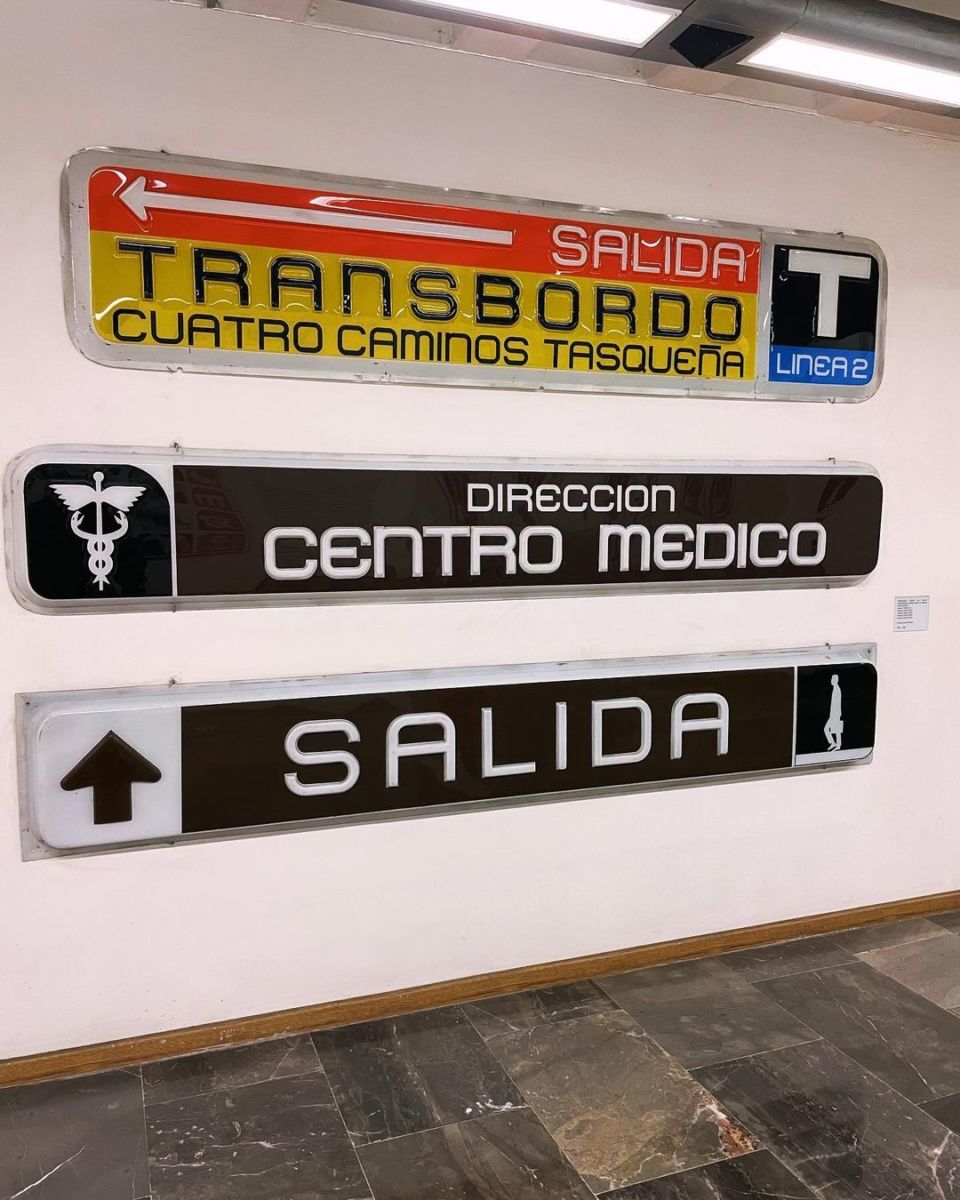 SALIDA
TRANSBORDO
CUATRO CAMINOS TASQUEÑA
T
LINEA 2
DIRECCION
CENTRO MEDICO
SALIDA